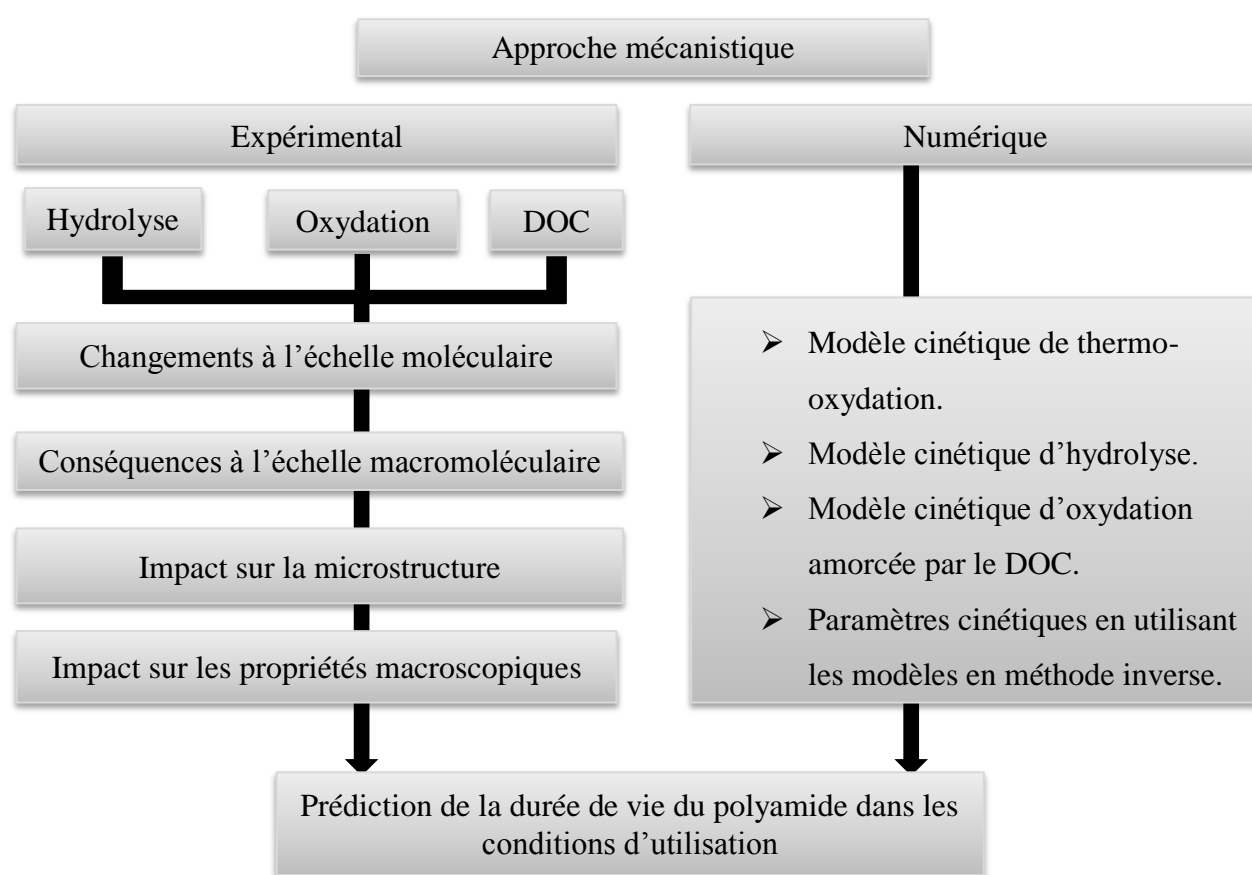 Approche mécanistique
Expérimental
Numérique
Hydrolyse
Oxydation
DOC
Changements à l’échelle moléculaire
Conséquences à l’échelle macromoléculaire
Impact sur la microstructure
Impact sur les propriétés macroscopiques
➢ Modèle cinétique de thermo-
oxydation.
➢ Modèle cinétique d’hydrolyse.
➢ Modèle cinétique d’oxydation
amorcée par le DOC.
➢ Paramètres cinétiques en utilisant
les modèles en méthode inverse.
Prédiction de la durée de vie du polyamide dans les
conditions d’utilisation